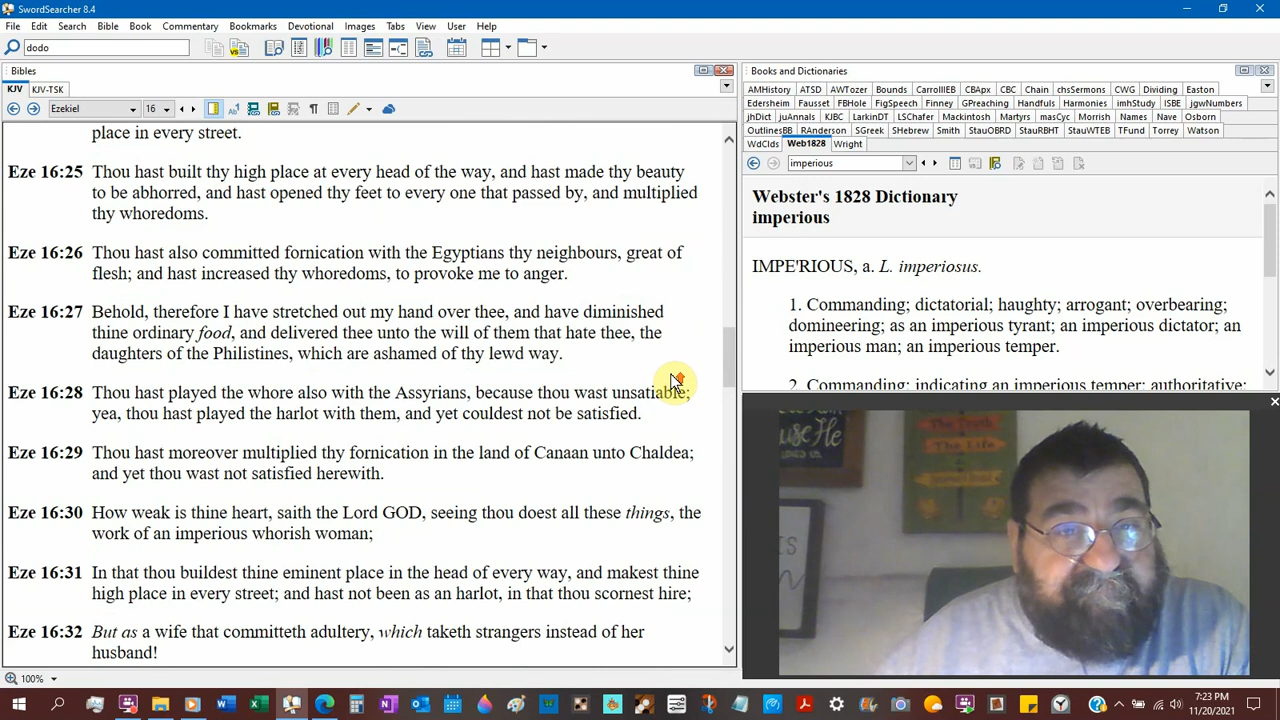 SwordSearcher 8.4
File Edit Search Bible Book Commentary Bookmarks Devotional Images Tabs View User Help
dodo
Bibles
KJV KJV-TSK
Ezekiel 16
place in every street.
Eze 16:25 Thou hast built thy high place at every head of the way, and hast made thy beauty
to be abhorred, and hast opened thy feet to every one that passed by, and multiplied
thy whoredoms.
Eze 16:26 Thou hast also committed fornication with the Egyptians thy neighbours, great of
flesh; and hast increased thy whoredoms, to provoke me to anger.
Eze 16:27 Behold, therefore I have stretched out my hand over thee, and have diminished
thine ordinary food, and delivered thee unto the will of them that hate thee, the
daughters of the Philistines, which are ashamed of thy lewd way.
Eze 16:28 Thou hast played the whore also with the Assyrians, because thou wast unsatiable;
yea, thou hast played the harlot with them, and yet couldest not be satisfied.
Eze 16:29 Thou hast moreover multiplied thy fornication in the land of Canaan unto Chaldea;
and yet thou wast not satisfied herewith.
Eze 16:30 How weak is thine heart, saith the Lord GOD, seeing thou doest all these things, the
work of an imperious whorish woman;
Eze 16:31 In that thou buildest thine eminent place in the head of every way, and makest thine
high place in every street; and hast not been as an harlot, in that thou scornest hire;
Eze 16:32 But as a wife that committeth adultery, which taketh strangers instead of her
husband!
100%
Books and Dictionaries
AMHistory ATSD AWTozer Bounds CarrollIEB CBApx Chain chsSermons CWG Dividing Easton
Edersheim Fausset FBHole FigSpeech Finney GPreaching Handfuls Harmonies imhStudy ISBE jgwNumbers
jhDict juAnnals KJBC LarkinDT LSChafer Mackintosh Martyrs masCyc Morrish Names Nave Osborn
OutlinesBB RAnderson SGreek SHebrew Smith StauOBRD StauRBHT StauWTEB TFund Torrey Watson
WdClds Web1828 Wright
imperious
Webster's 1828 Dictionary
imperious
IMPE'RIOUS, a. L. imperiosus.
1. Commanding; dictatorial; haughty; arrogant; overbearing;
domineering; as an imperious tyrant; an imperious dictator; an
imperious man; an imperious temper.
2. Commanding; indicating an imperious temper; authoritative;
use He
The Truth
The Life
IS
7:23 PM
11/20/2021